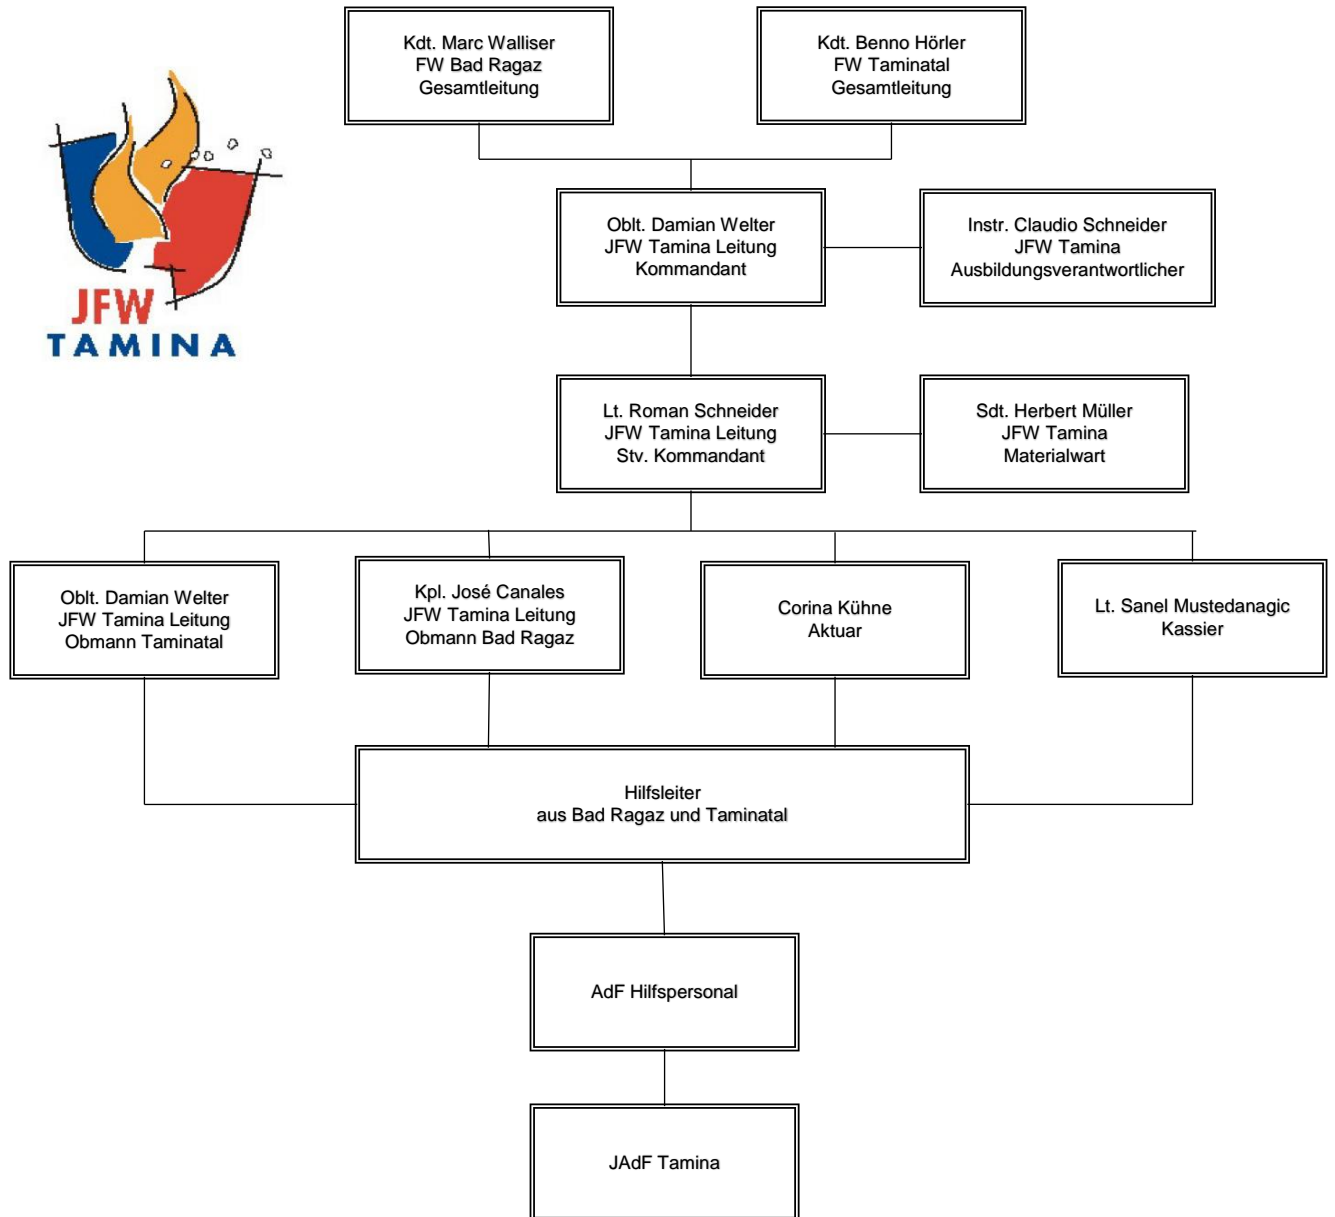 Kdt. Marc Walliser
FW Bad Ragaz
Gesamtleitung
Kdt. Benno Hörler
FW Taminatal
Gesamtleitung
JFW
TAMINA
Oblt. Damian Welter
JFW Tamina Leitung
Kommandant
Instr. Claudio Schneider
JFW Tamina
Ausbildungsverantwortlicher
Lt. Roman Schneider
JFW Tamina Leitung
Stv. Kommandant
Sdt. Herbert Müller
JFW Tamina
Materialwart
Oblt. Damian Welter
JFW Tamina Leitung
Obmann Taminatal
Kpl. José Canales
JFW Tamina Leitung
Obmann Bad Ragaz
Corina Kühne
Aktuar
Lt. Sanel Mustedanagic
Kassier
Hilfsleiter
aus Bad Ragaz und Taminatal
AdF Hilfspersonal
JAdF Tamina